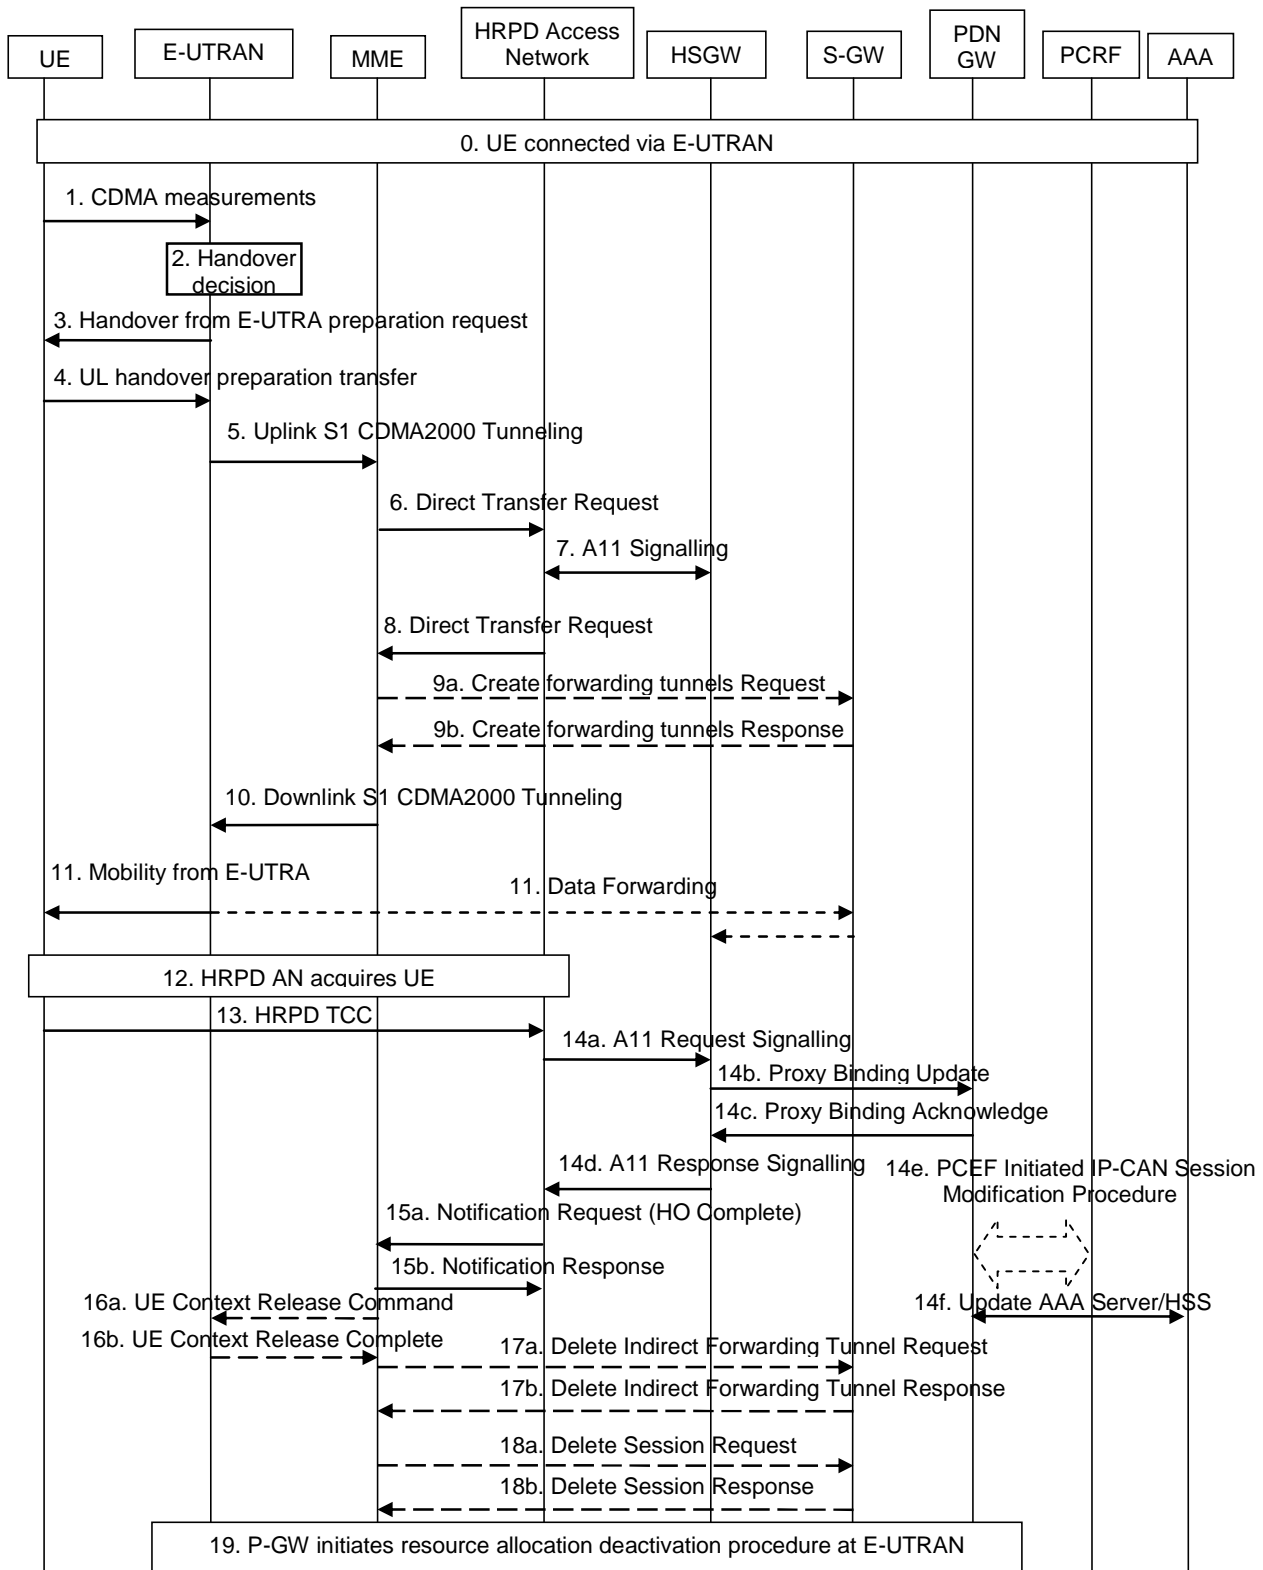 UE
E-UTRAN
MME
HRPD Access
Network
HSGW
S-GW
PDN
GW
PCRF
AAA
0. UE connected via E-UTRAN
1. CDMA measurements
2. Handover
decision
3. Handover from E-UTRA preparation request
4. UL handover preparation transfer
5. Uplink S1 CDMA2000 Tunneling
6. Direct Transfer Request
7. A11 Signalling
8. Direct Transfer Request
9a. Create forwarding tunnels Request
9b. Create forwarding tunnels Response
10. Downlink S1 CDMA2000 Tunneling
11. Mobility from E-UTRA
11. Data Forwarding
12. HRPD AN acquires UE
13. HRPD TCC
14a. A11 Request Signalling
14b. Proxy Binding Update
14c. Proxy Binding Acknowledge
14d. A11 Response Signalling
14e. PCEF Initiated IP-CAN Session
Modification Procedure
15a. Notification Request (HO Complete)
15b. Notification Response
16a. UE Context Release Command
14f. Update AAA Server/HSS
16b. UE Context Release Complete
17a. Delete Indirect Forwarding Tunnel Request
17b. Delete Indirect Forwarding Tunnel Response
18a. Delete Session Request
18b. Delete Session Response
19. P-GW initiates resource allocation deactivation procedure at E-UTRAN